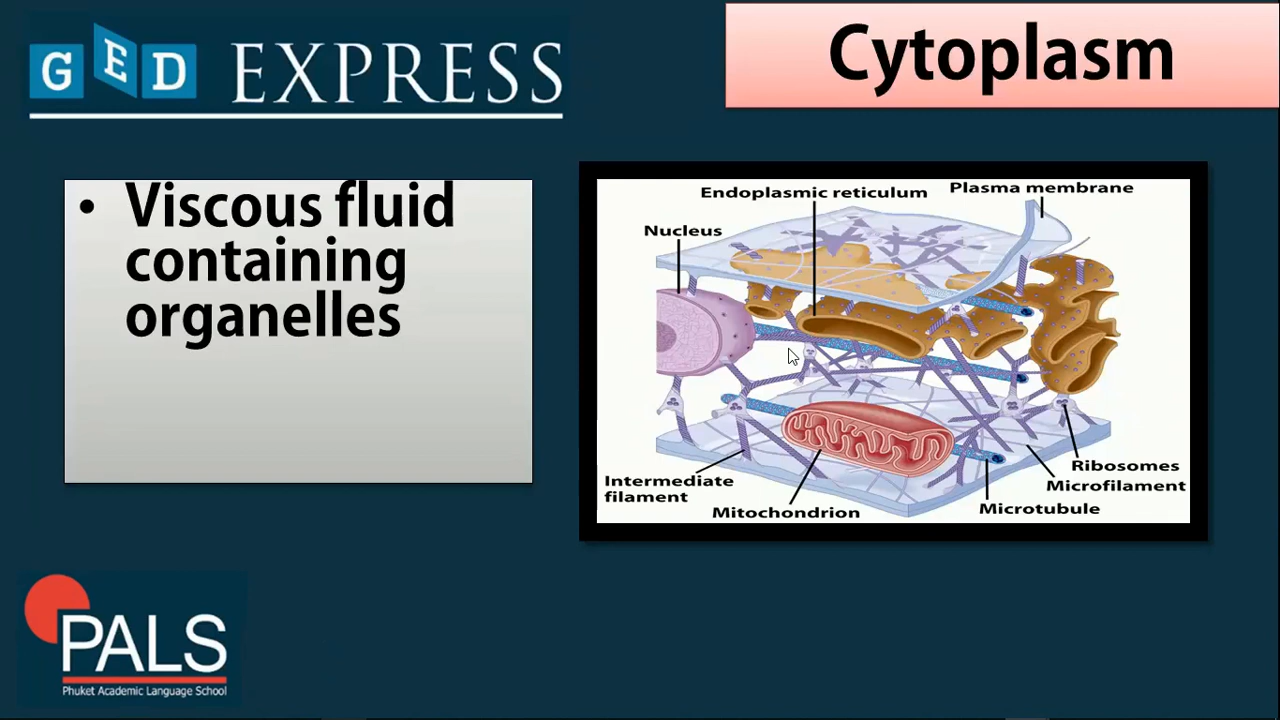 GED EXPRESS
Cytoplasm
• Viscous fluid
containing
organelles
Endoplasmic reticulum
Plasma membrane
Nucleus
Ribosomes
Intermediate
filament
Microfilament
Mitochondrion
Microtubule
PALS
Phuket Academic Language School